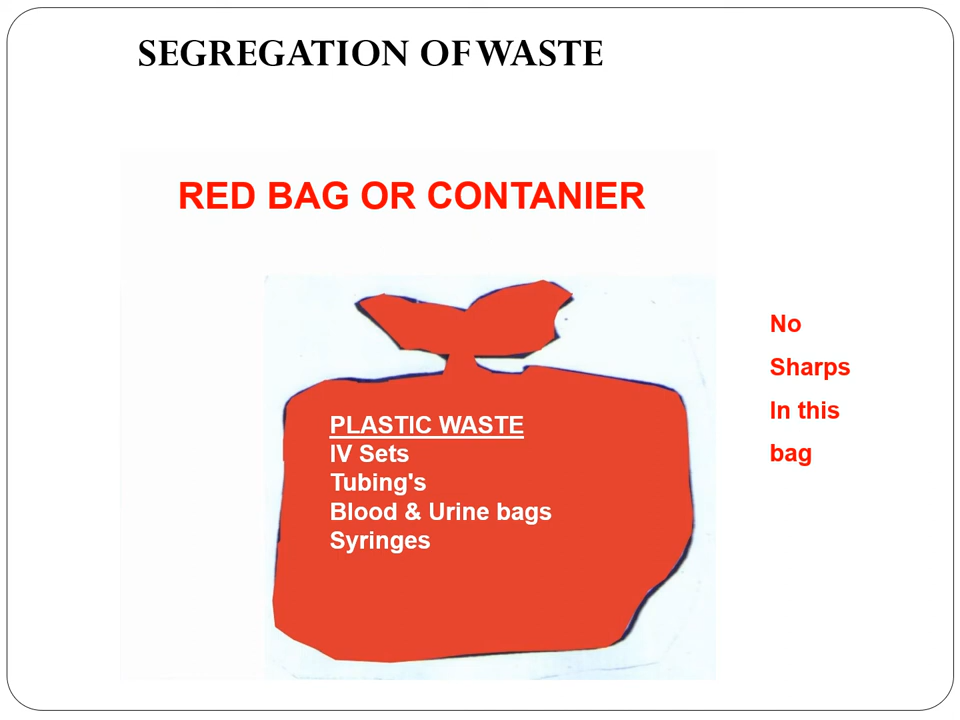 SEGREGATION OF WASTE
RED BAG OR CONTANIER
PLASTIC WASTE
IV Sets
Tubing's
Blood & Urine bags
Syringes
No
Sharps
In this
bag